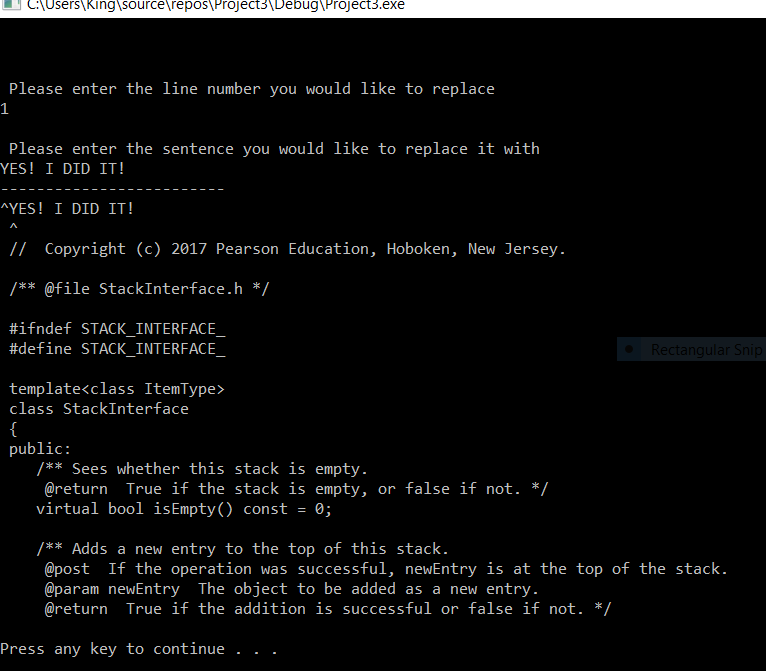 C:\Users\King\source\repos\Project3\Debug\Project3.exe
 Please enter the line number you would like to replace
1
 Please enter the sentence you would like to replace it with
YES! I DID IT!
-------------------------
^YES! I DID IT!
 ^
 //  Copyright (c) 2017 Pearson Education, Hoboken, New Jersey.
 /** @file StackInterface.h */
 #ifndef STACK_INTERFACE_
 #define STACK_INTERFACE_
Rectangular Snip
 template<class ItemType>
 class StackInterface
 {
 public:
    /** Sees whether this stack is empty.
     @return  True if the stack is empty, or false if not. */
    virtual bool isEmpty() const = 0;
    /** Adds a new entry to the top of this stack.
     @post  If the operation was successful, newEntry is at the top of the stack.
     @param newEntry  The object to be added as a new entry.
     @return  True if the addition is successful or false if not. */
Press any key to continue . . .